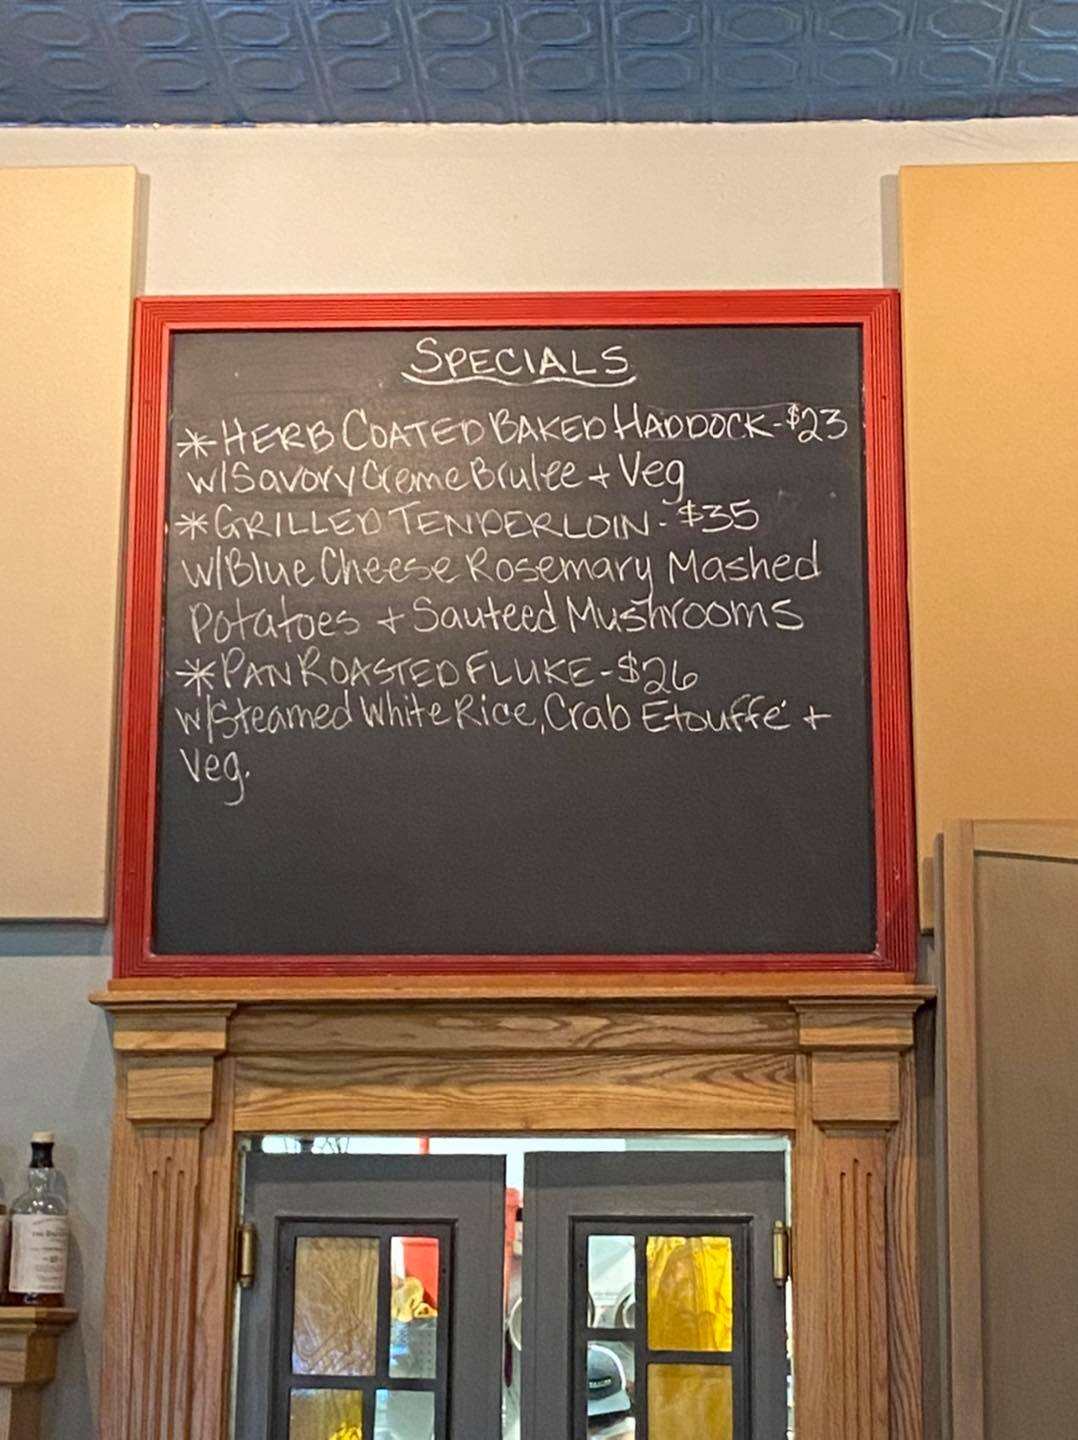 SPECIALS
* HERB COATED BAKED HADDOCK - $23
w/Savory Creme Brulee + Veg
* GRILLED TENDERLOIN - $35
w/Blue Cheese Rosemary Mashed
Potatoes + Sauteed Mushrooms
* PAN ROASTED FLUKE - $26
w/Steamed White Rice, Crab Etouffé +
Veg.